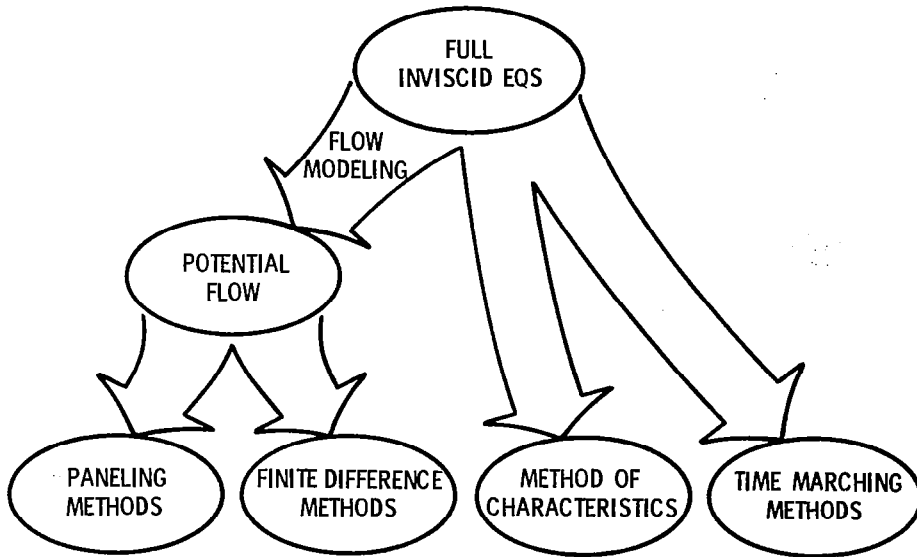 FULL
INVISCID EQS
FLOW
MODELING
POTENTIAL
FLOW
PANELING
METHODS
FINITE DIFFERENCE
METHODS
METHOD OF
CHARACTERISTICS
TIME MARCHING
METHODS